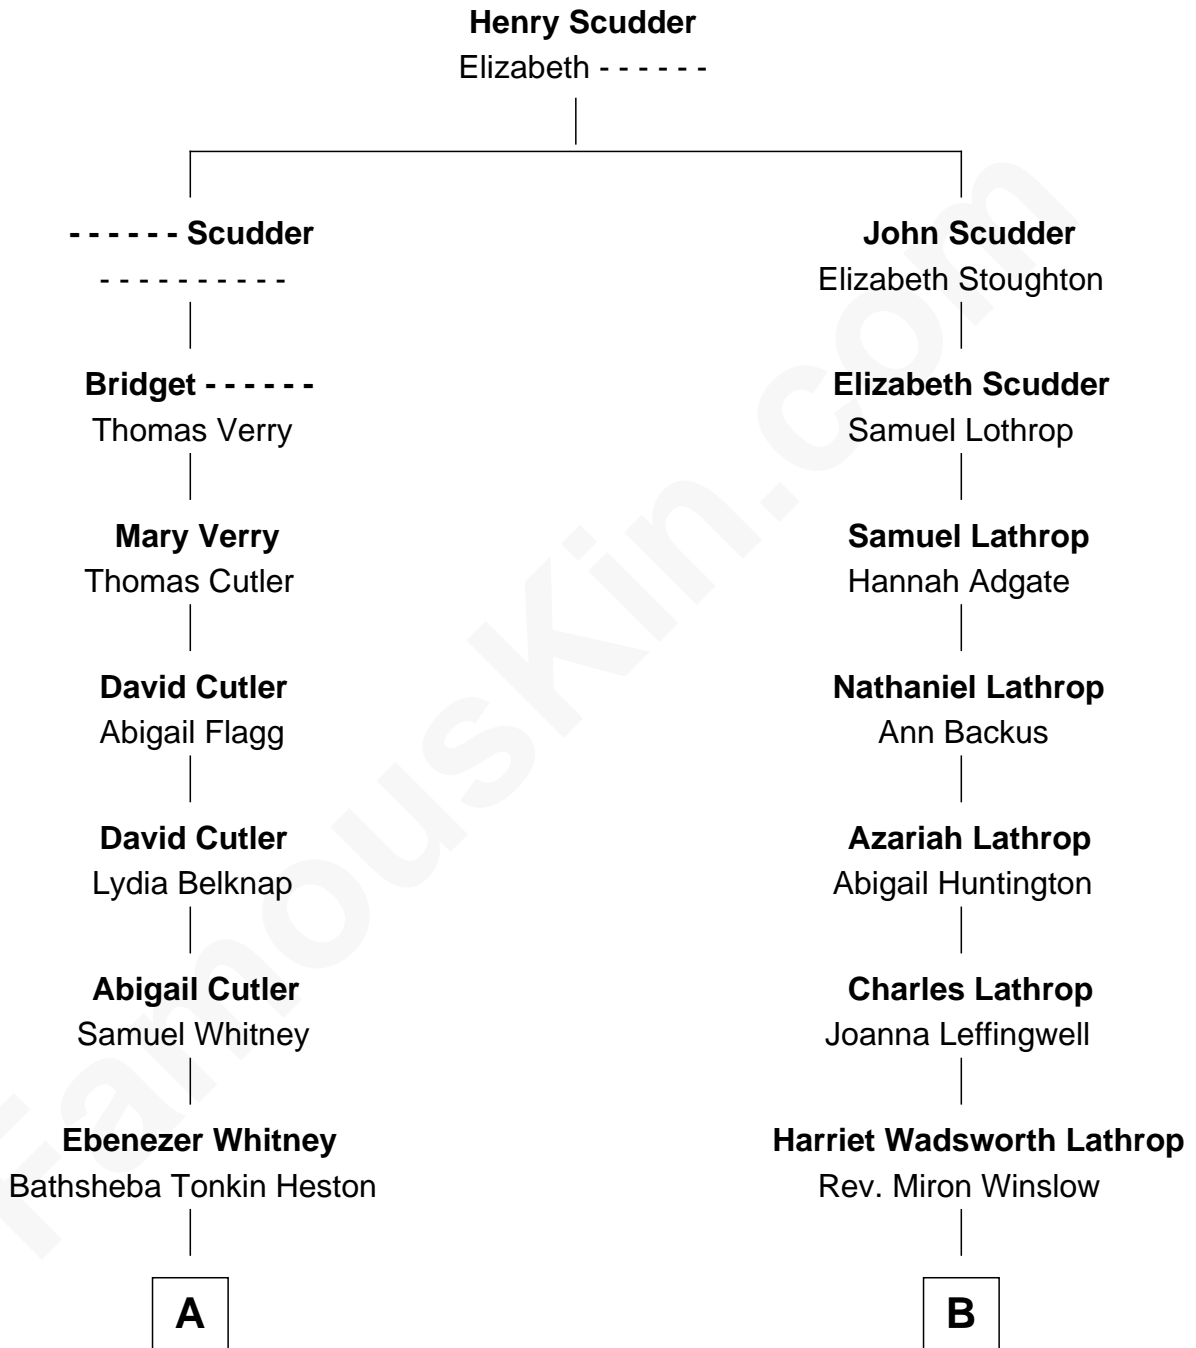 Henry Scudder
Elizabeth - - - - - -
- - - - - - Scudder
- - - - - - - - - -
John Scudder
Elizabeth Stoughton
Bridget - - - - - -
Thomas Verry
Elizabeth Scudder
Samuel Lothrop
Mary Verry
Thomas Cutler
Samuel Lathrop
Hannah Adgate
David Cutler
Abigail Flagg
Nathaniel Lathrop
Ann Backus
David Cutler
Lydia Belknap
Azariah Lathrop
Abigail Huntington
Abigail Cutler
Samuel Whitney
Charles Lathrop
Joanna Leffingwell
Ebenezer Whitney
Bathsheba Tonkin Heston
Harriet Wadsworth Lathrop
Rev. Miron Winslow
A
B
FamousKin.com